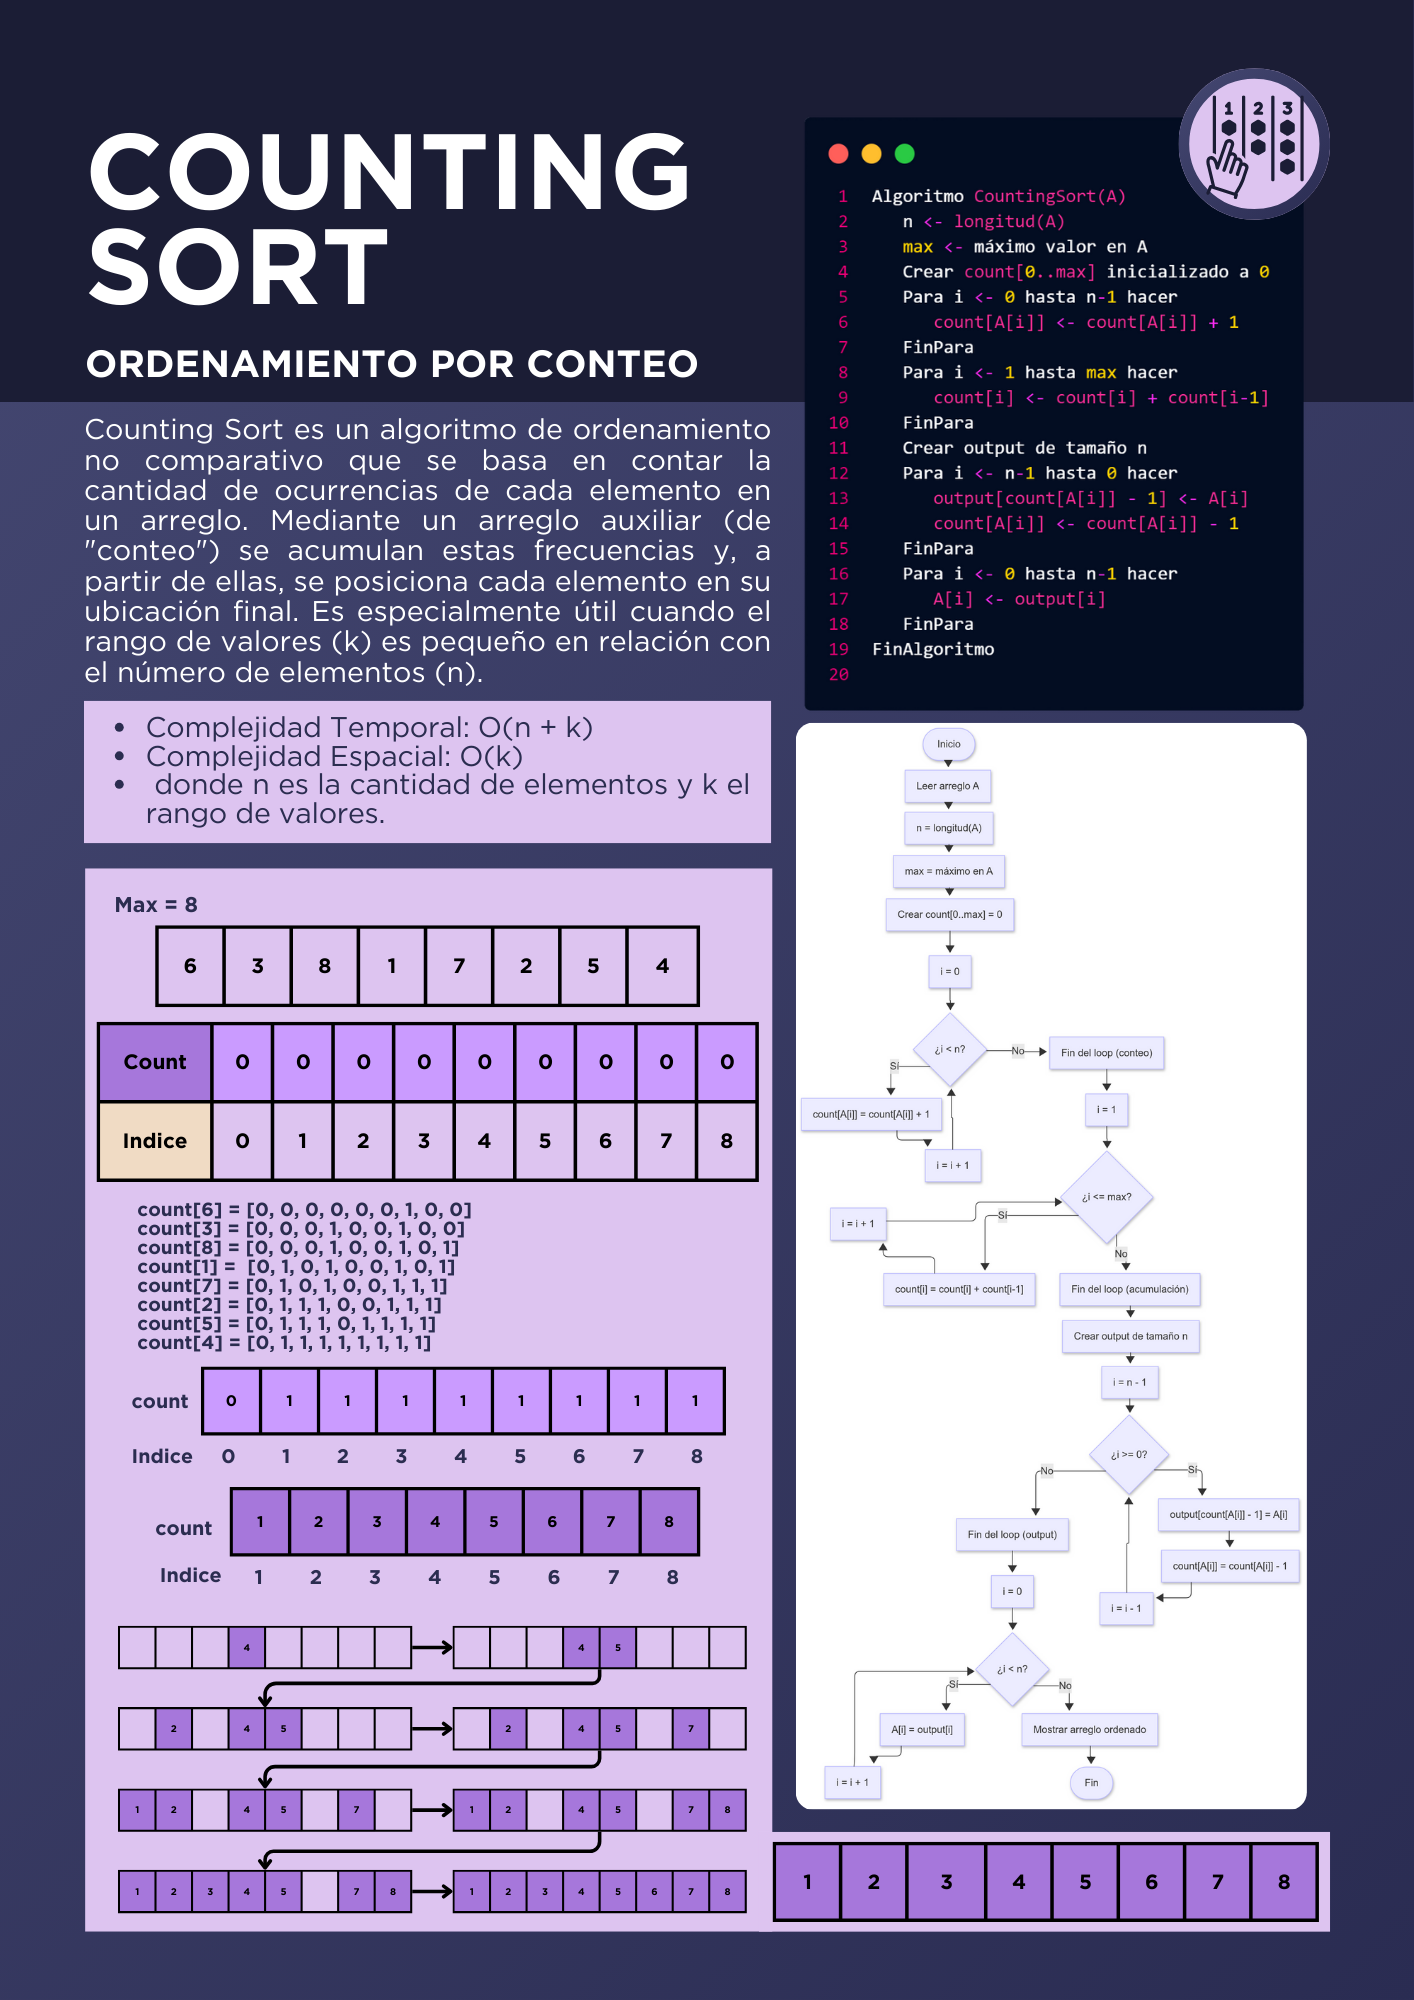 COUNTING
SORT
ORDENAMIENTO POR CONTEO
Counting Sort es un algoritmo de ordenamiento
no comparativo que se basa en contar la
cantidad de ocurrencias de cada elemento en
un arreglo. Mediante un arreglo auxiliar (de
"conteo") se acumulan estas frecuencias y, a
partir de ellas, se posiciona cada elemento en su
ubicación final. Es especialmente útil cuando el
rango de valores (k) es pequeño en relación con
el número de elementos (n).
• Complejidad Temporal: O(n + k)
• Complejidad Espacial: O(k)
• donde n es la cantidad de elementos y k el
rango de valores.
Max = 8
6 3 8 1 7 2 5 4
Count 0 0 0 0 0 0 0 0 0
Indice 0 1 2 3 4 5 6 7 8
count[6] = [0, 0, 0, 0, 0, 0, 1, 0, 0]
count[3] = [0, 0, 0, 1, 0, 0, 1, 0, 0]
count[8] = [0, 0, 0, 1, 0, 0, 1, 0, 1]
count[1] = [0, 1, 0, 1, 0, 0, 1, 0, 1]
count[7] = [0, 1, 0, 1, 0, 0, 1, 1, 1]
count[2] = [0, 1, 1, 1, 0, 0, 1, 1, 1]
count[5] = [0, 1, 1, 1, 0, 1, 1, 1, 1]
count[4] = [0, 1, 1, 1, 1, 1, 1, 1, 1]
count 0 1 1 1 1 1 1 1 1
Indice 0 1 2 3 4 5 6 7 8
count 1 2 3 4 5 6 7 8
Indice 1 2 3 4 5 6 7 8
4
4 5
2 4 5
2 4 5 7
1 2 4 5 7
1 2 4 5 7 8
1 2 3 4 5 7 8
1 2 3 4 5 6 7 8
1 2 3
1 Algoritmo CountingSort(A)
2 n <- longitud(A)
3 max <- máximo valor en A
4 Crear count[0..max] inicializado a 0
5 Para i <- 0 hasta n-1 hacer
6 count[A[i]] <- count[A[i]] + 1
7 FinPara
8 Para i <- 1 hasta max hacer
9 count[i] <- count[i] + count[i-1]
10 FinPara
11 Crear output de tamaño n
12 Para i <- n-1 hasta 0 hacer
13 output[count[A[i]] - 1] <- A[i]
14 count[A[i]] <- count[A[i]] - 1
15 FinPara
16 Para i <- 0 hasta n-1 hacer
17 A[i] <- output[i]
18 FinPara
19 FinAlgoritmo
20
Inicio
Leer arreglo A
n = longitud(A)
max = máximo en A
Crear count[0..max] = 0
i = 0
¿i < n?
No
Fin del loop (conteo)
Sí
count[A[i]] = count[A[i]] + 1
i = 1
i = i + 1
¿i <= max?
i = i + 1
Sí
No
count[i] = count[i] + count[i-1]
Fin del loop (acumulación)
Crear output de tamaño n
i = n - 1
¿i >= 0?
No
Sí
output[count[A[i]] - 1] = A[i]
Fin del loop (output)
count[A[i]] = count[A[i]] - 1
i = 0
i = i - 1
¿i < n?
Sí
No
A[i] = output[i]
Mostrar arreglo ordenado
i = i + 1
Fin
1 2 3 4 5 6 7 8